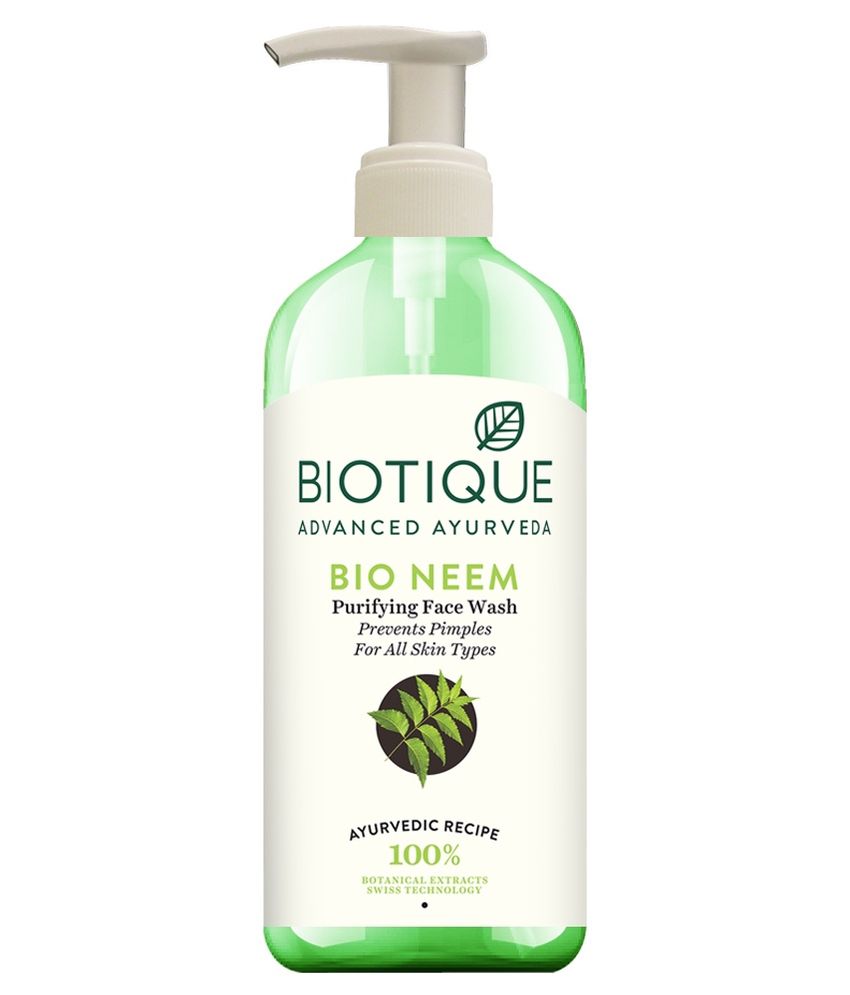 BIOTIQUE
ADVANCED AYURVEDA
BIO NEEM
Purifying Face Wash
Prevents Pimples
For All Skin Types
AYURVEDIC RECIPE
100%
BOTANICAL EXTRACTS
SWISS TECHNOLOGY